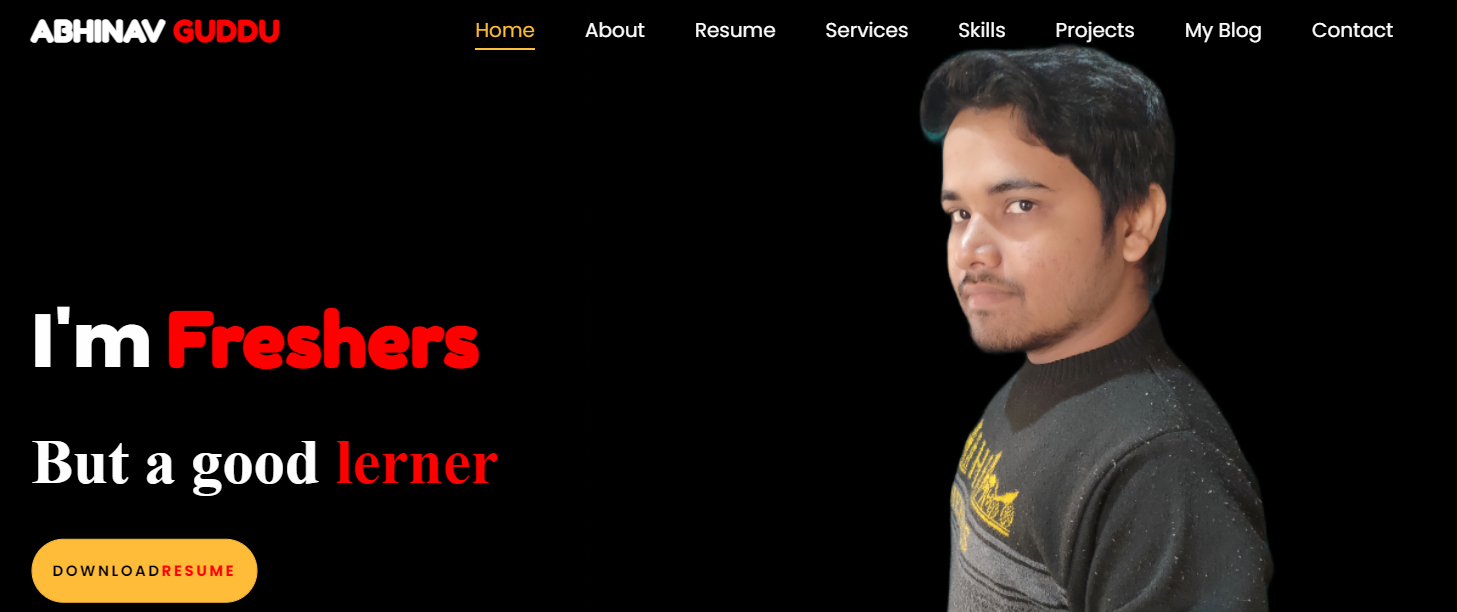 ABHINAV GUDDU
Home About Resume Services Skills Projects My Blog Contact
I'm Freshers
But a good lerner
DOWNLOADRESUME